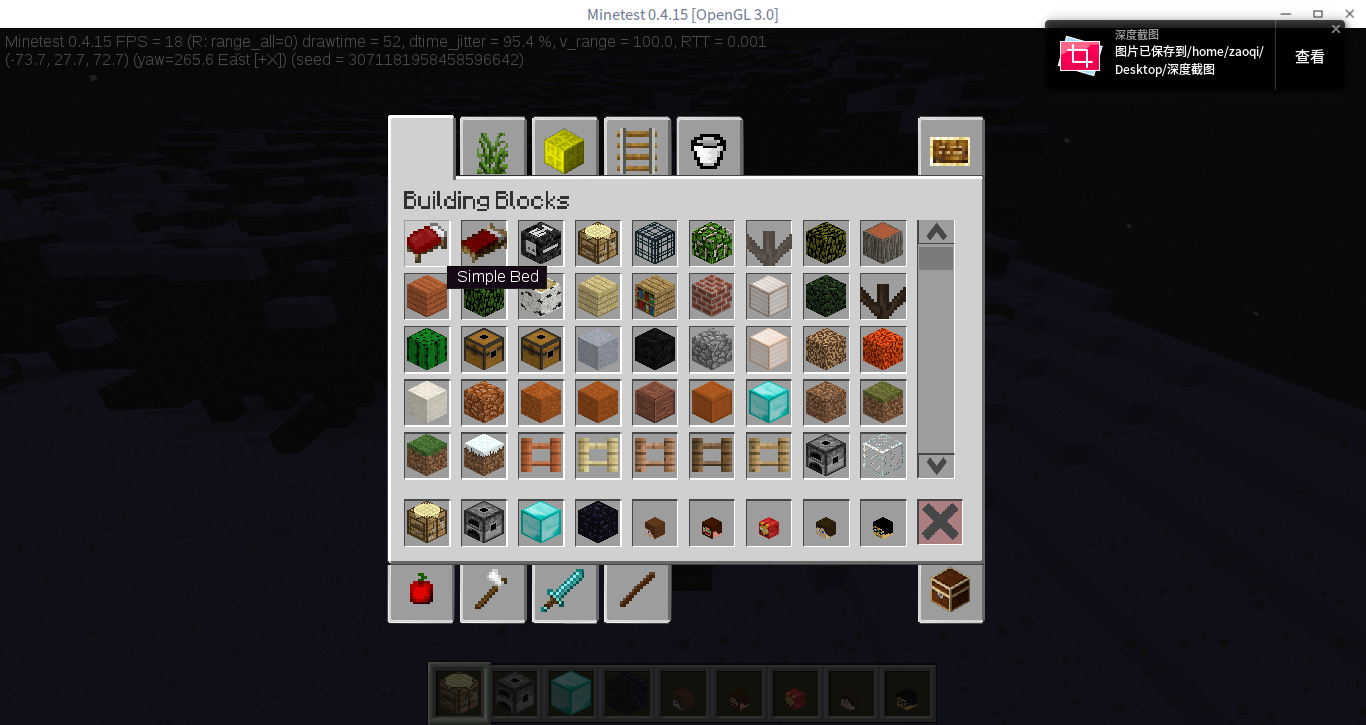 Minetest 0.4.15 [OpenGL 3.0]
Minetest 0.4.15 FPS = 18 (R: range_all=0) drawtime = 52, dtime_jitter = 95.4 %, v_range = 100.0, RTT = 0.001
(-73.7, 27.7, 72.7) (yaw=265.6 East [+X]) (seed = 3071181958458596642)
深度截图
图片已保存到/home/zaoqi/
Desktop/深度截图
查看
Building Blocks
Simple Bed